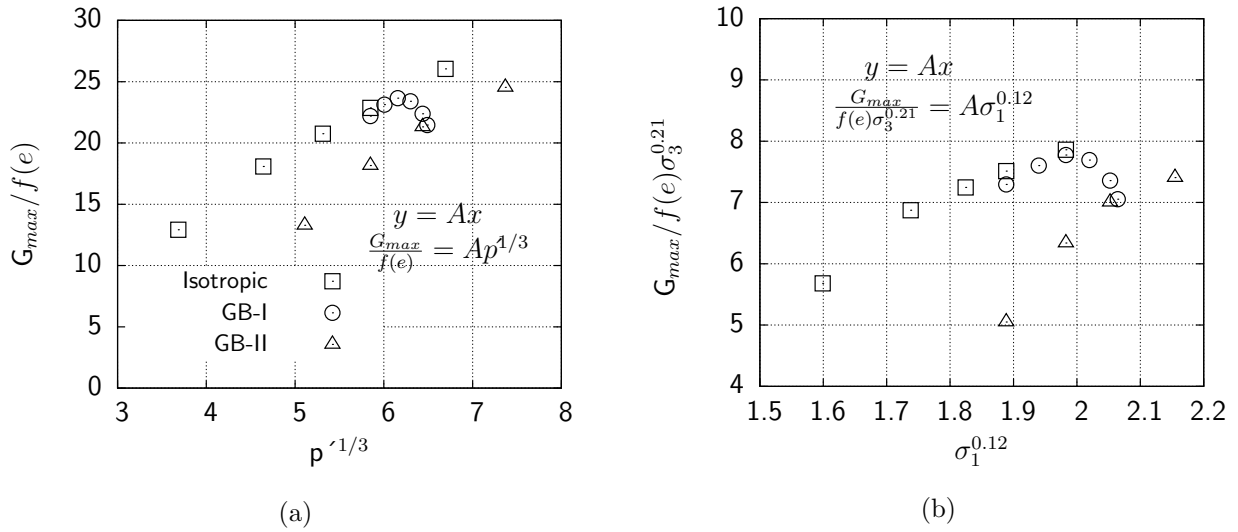 30
25
20
15
10
5
0
G_max/f(e)
y = Ax
G_max/f(e) = Ap´^1/3
Isotropic
GB-I
GB-II
3 4 5 6 7 8
p´^1/3
(a)
10
9
8
7
6
5
4
G_max/f(e)σ_3^0.21
y = Ax
G_max/f(e)σ_3^0.21 = Aσ_1^0.12
1.5 1.6 1.7 1.8 1.9 2 2.1 2.2
σ_1^0.12
(b)